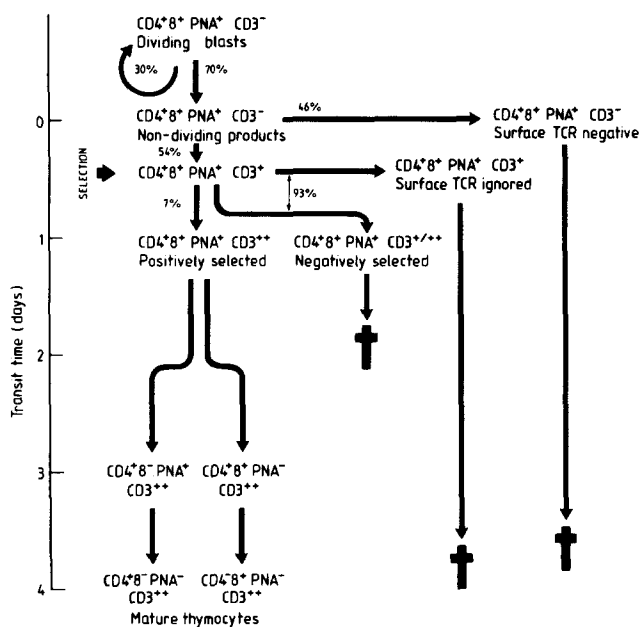 CD4⁺8⁺ PNA⁺ CD3⁻
Dividing blasts
30%
70%
0
CD4⁺8⁺ PNA⁺ CD3⁻
Non-dividing products
46%
CD4⁺8⁺ PNA⁺ CD3⁻
Surface TCR negative
54%
SELECTION
CD4⁺8⁺ PNA⁺ CD3⁺
CD4⁺8⁺ PNA⁺ CD3⁺
Surface TCR ignored
7%
93%
1
CD4⁺8⁺ PNA⁺ CD3⁺⁺
Positively selected
CD4⁺8⁺ PNA⁺ CD3⁺/⁺⁺
Negatively selected
Transit time (days)
2
3
CD4⁺8⁻ PNA⁺
CD3⁺⁺
CD4⁺8⁺ PNA⁻
CD3⁺⁺
4
CD4⁺8⁻ PNA⁻
CD3⁺⁺
CD4⁻8⁺ PNA⁻
CD3⁺⁺
Mature thymocytes